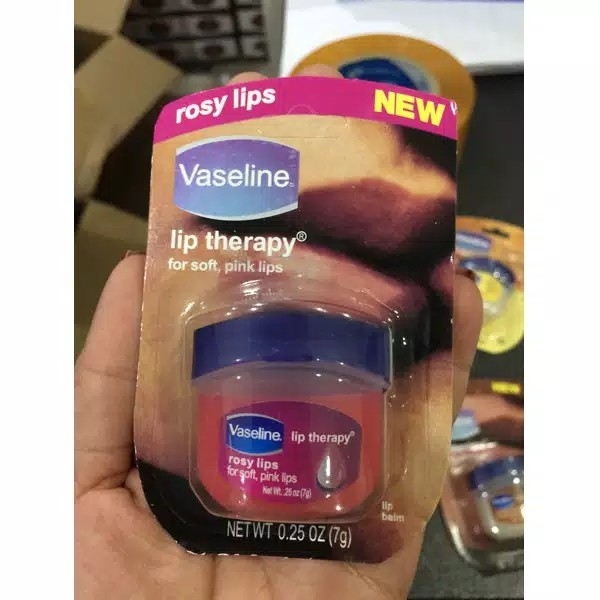 rosy lips
NEW
Vaseline
lip therapy®
for soft, pink lips
Vaseline lip therapy®
rosy lips
for soft, pink lips
Net Wt. .25 oz (7g)
lip
balm
NETWT 0.25 OZ (7g)
NEW